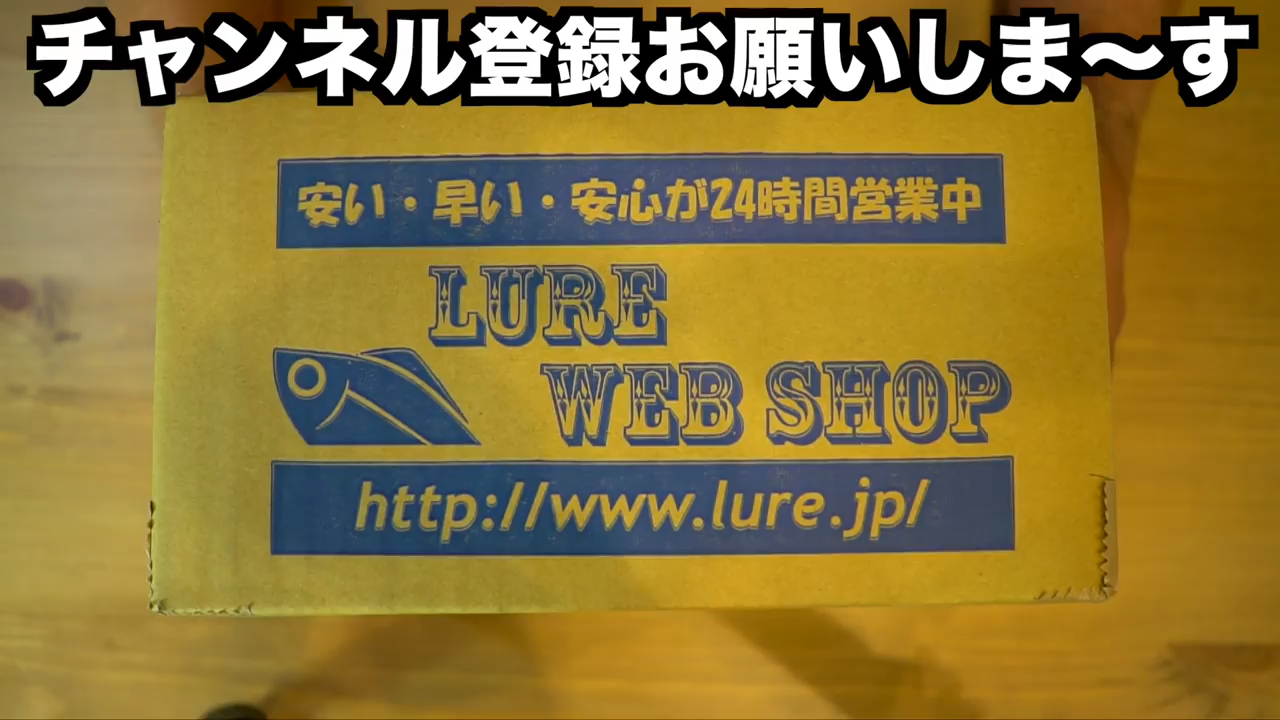 チャンネル登録お願いしま〜す
安い・早い・安心が24時間営業中
LURE
WEB SHOP
http://www.lure.jp/